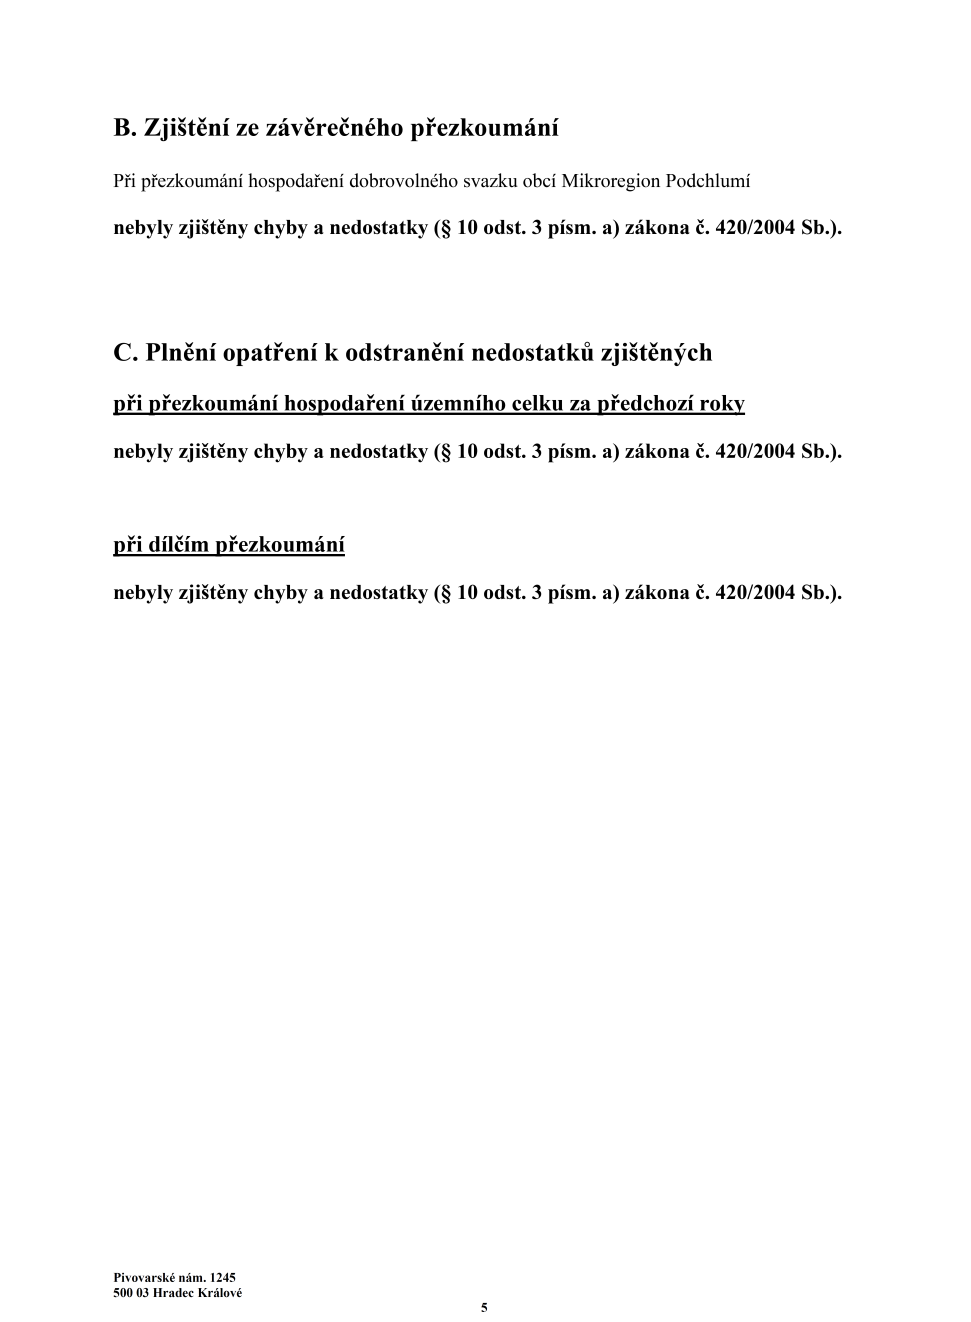 B. Zjištění ze závěrečného přezkoumání
Při přezkoumání hospodaření dobrovolného svazku obcí Mikroregion Podchlumí
nebyly zjištěny chyby a nedostatky (§ 10 odst. 3 písm. a) zákona č. 420/2004 Sb.).
C. Plnění opatření k odstranění nedostatků zjištěných
při přezkoumání hospodaření územního celku za předchozí roky
nebyly zjištěny chyby a nedostatky (§ 10 odst. 3 písm. a) zákona č. 420/2004 Sb.).
při dílčím přezkoumání
nebyly zjištěny chyby a nedostatky (§ 10 odst. 3 písm. a) zákona č. 420/2004 Sb.).
Pivovarské nám. 1245
500 03 Hradec Králové
5